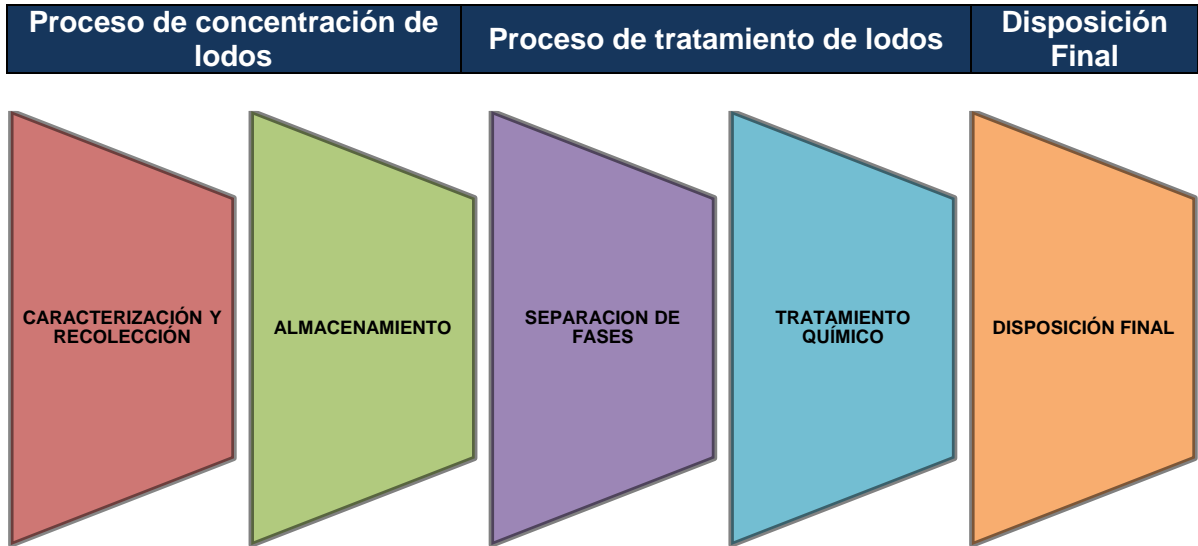 Proceso de concentración de
lodos
Proceso de tratamiento de lodos
Disposición
Final
CARACTERIZACIÓN Y
RECOLECCIÓN
ALMACENAMIENTO
SEPARACION DE
FASES
TRATAMIENTO
QUÍMICO
DISPOSICIÓN FINAL